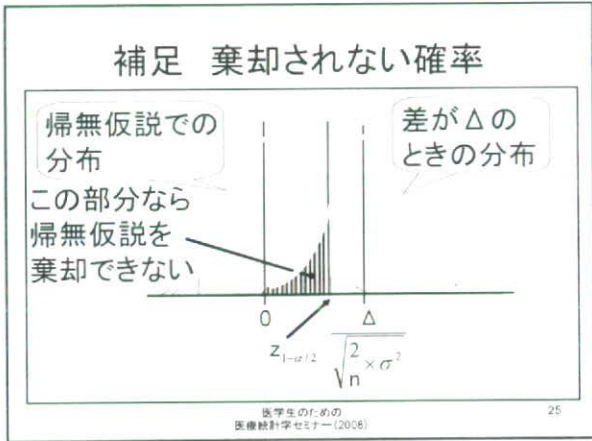 補足 棄却されない確率
帰無仮説での
分布
差がΔの
ときの分布
この部分なら
帰無仮説を
棄却できない
0
z₁₋α/₂
Δ
√(2/n × σ²)
医学生のための
医療統計学セミナー(2008)
25